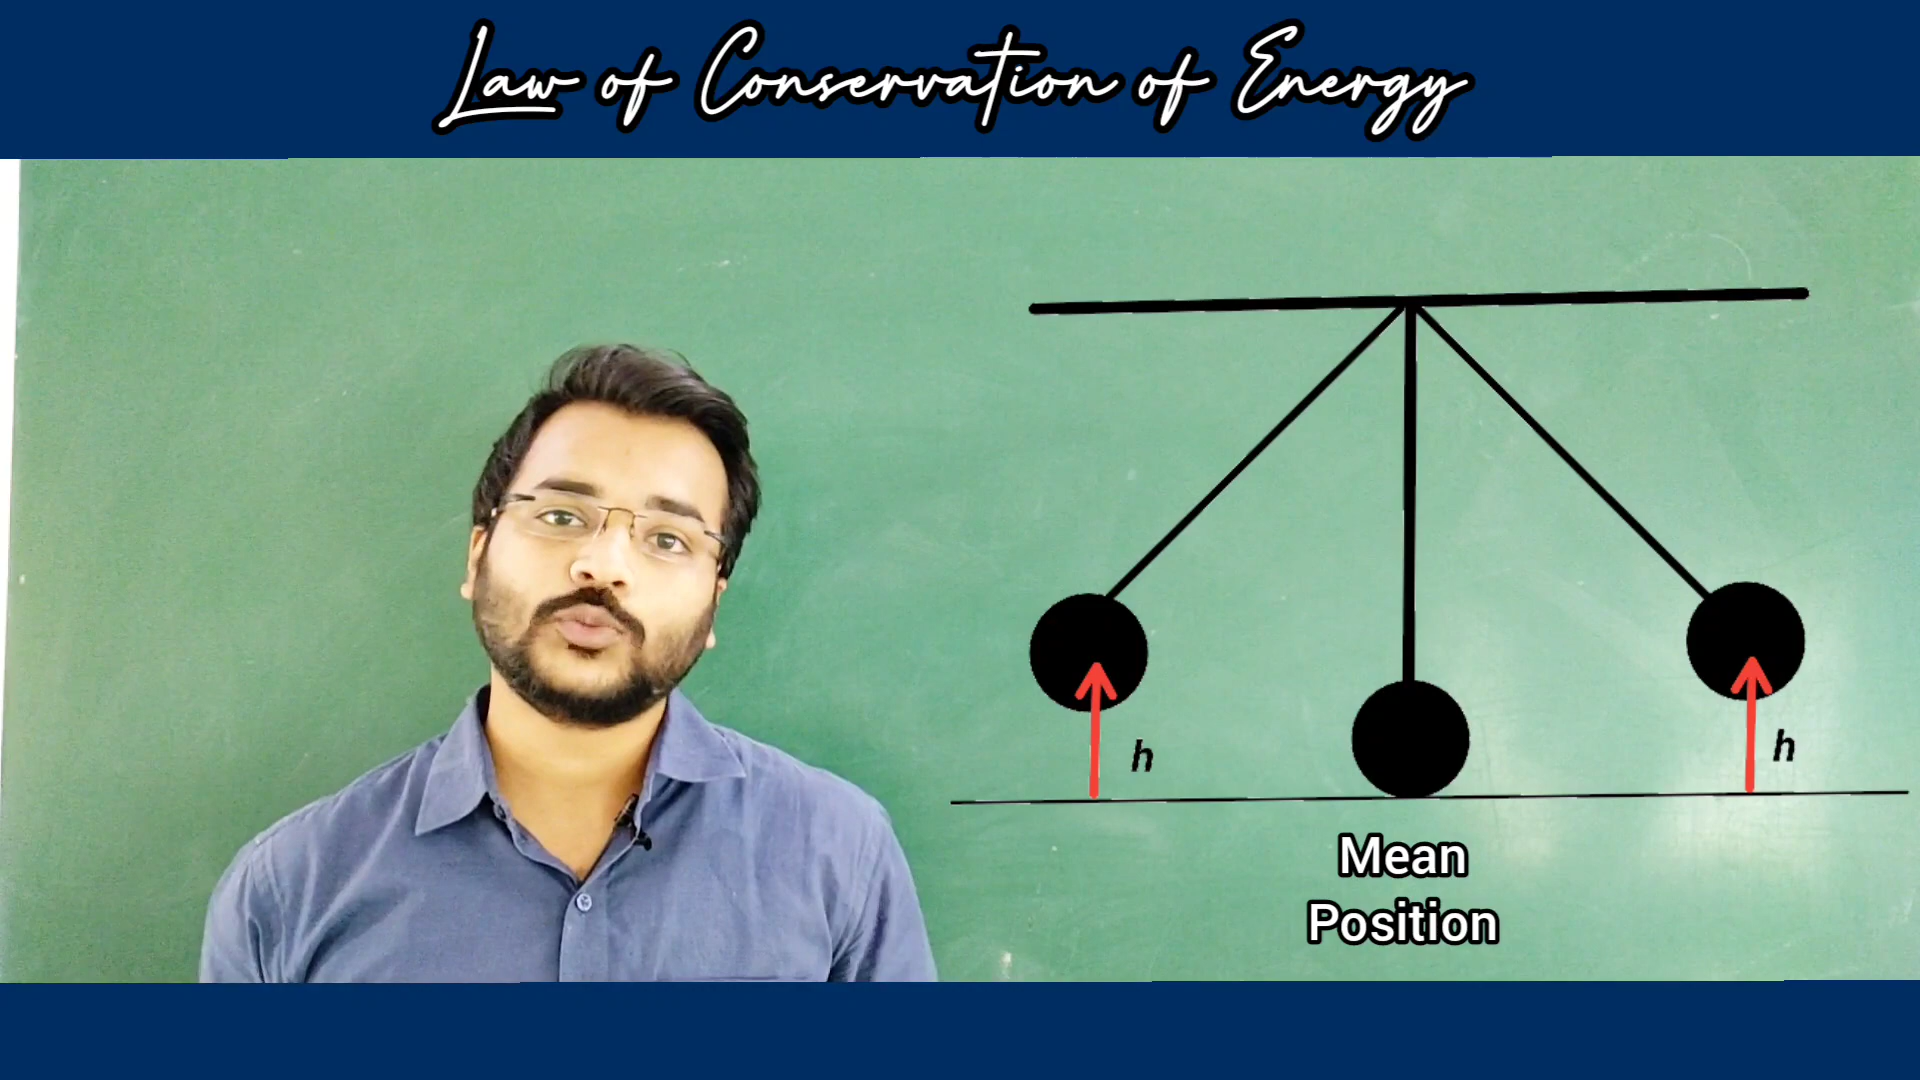 Law of Conservation of Energy
h
h
Mean
Position